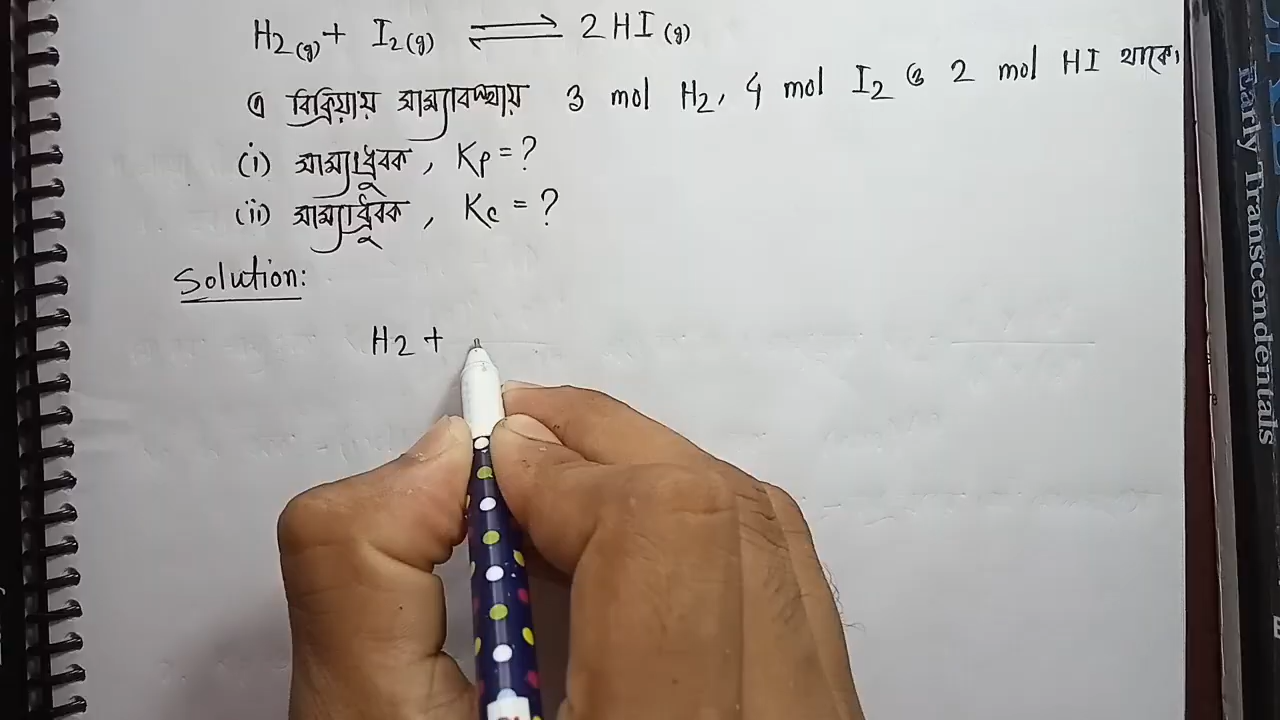 H2(g) + I2(g) ⇌ 2HI(g)
এ বিক্রিয়ায় সাম্যাবস্থায় 3 mol H2, 4 mol I2 ও 2 mol HI থাকে।
(i) সাম্যধ্রুবক, Kp = ?
(ii) সাম্যধ্রুবক, Kc = ?
Solution:
H2 +
Early Transcendentals